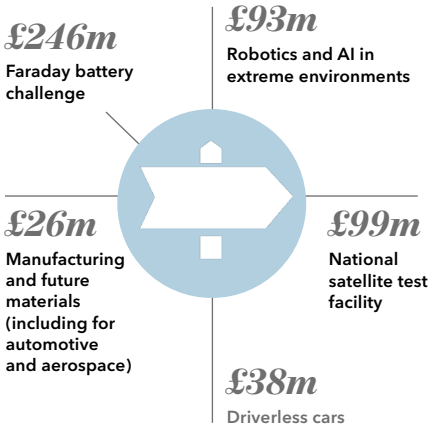 £246m
Faraday battery
challenge
£93m
Robotics and AI in
extreme environments
£26m
Manufacturing
and future
materials
(including for
automotive
and aerospace)
£99m
National
satellite test
facility
£38m
Driverless cars